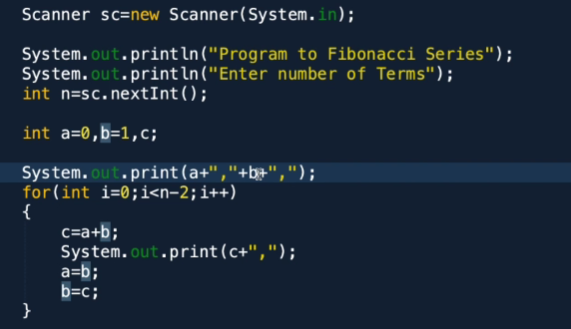 Scanner sc=new Scanner(System.in);
System.out.println("Program to Fibonacci Series");
System.out.println("Enter number of Terms");
int n=sc.nextInt();
int a=0,b=1,c;
System.out.print(a+","+b+",");
for(int i=0;i<n-2;i++)
{
c=a+b;
System.out.print(c+",");
a=b;
b=c;
}